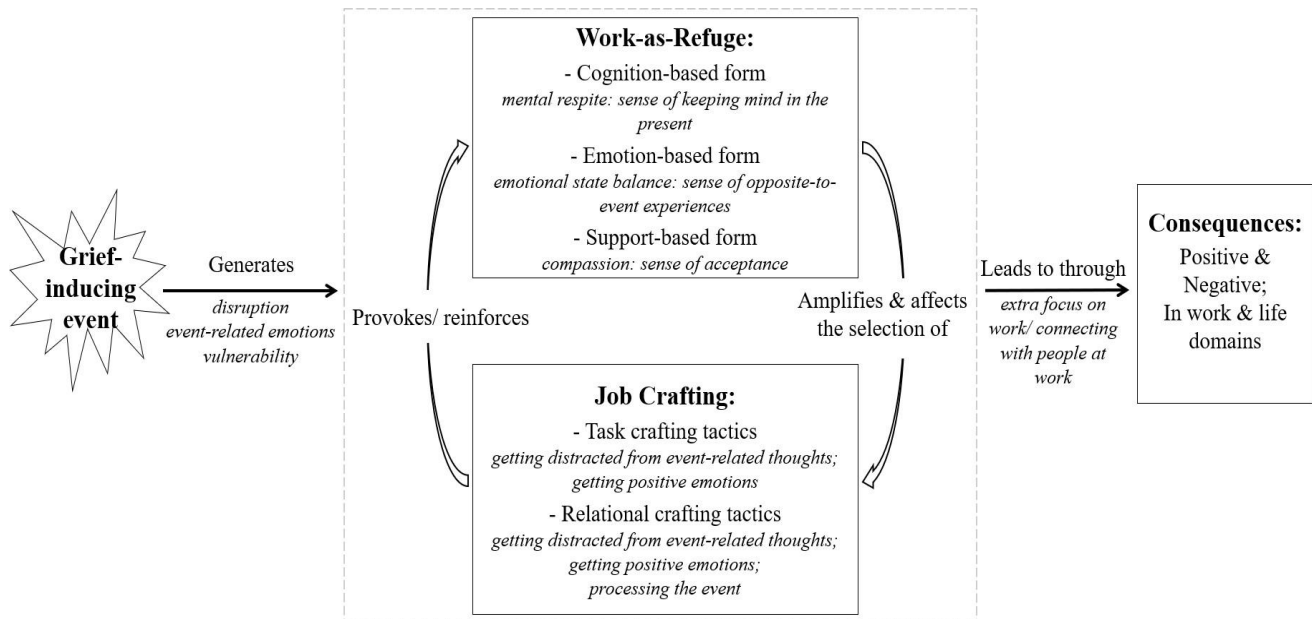 Grief-
inducing
event
Generates
disruption
event-related emotions
vulnerability
Provokes/ reinforces
Work-as-Refuge:
- Cognition-based form
mental respite: sense of keeping mind in the
present
- Emotion-based form
emotional state balance: sense of opposite-to-
event experiences
- Support-based form
compassion: sense of acceptance
Amplifies & affects
the selection of
Job Crafting:
- Task crafting tactics
getting distracted from event-related thoughts;
getting positive emotions
- Relational crafting tactics
getting distracted from event-related thoughts;
getting positive emotions;
processing the event
Leads to through
extra focus on
work/ connecting
with people at
work
Consequences:
Positive &
Negative;
In work & life
domains